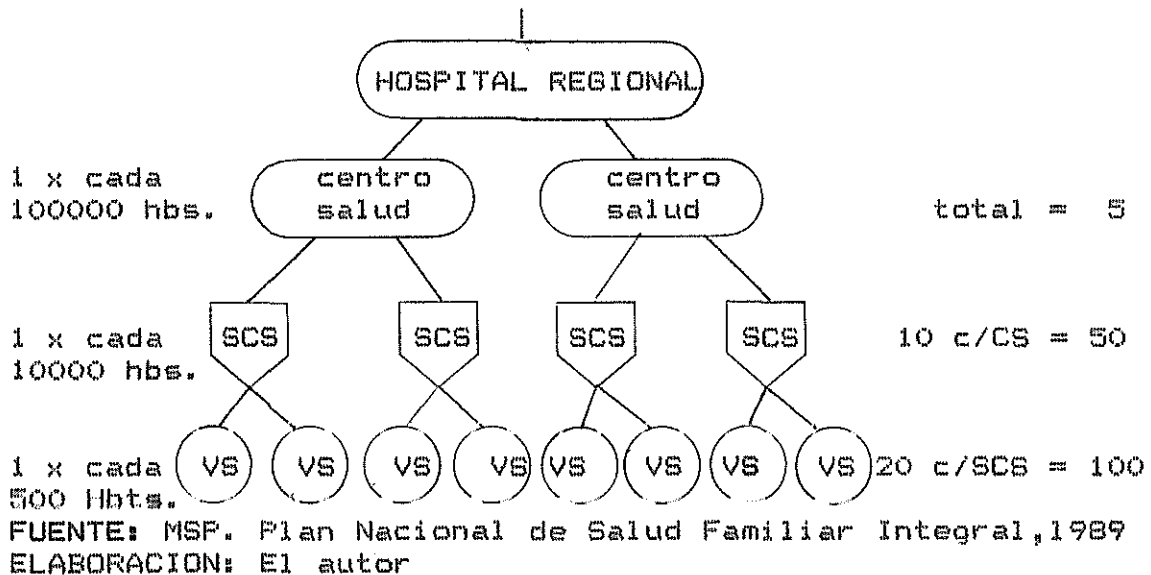 HOSPITAL REGIONAL
1 x cada
100000 hbs.
centro
salud
centro
salud
total = 5
1 x cada
10000 hbs.
SCS
SCS
SCS
SCS
10 c/CS = 50
1 x cada
500 Hbts.
VS
VS
VS
VS
VS
VS
VS
VS
20 c/SCS = 100
FUENTE: MSP. Plan Nacional de Salud Familiar Integral,1989
ELABORACION: El autor